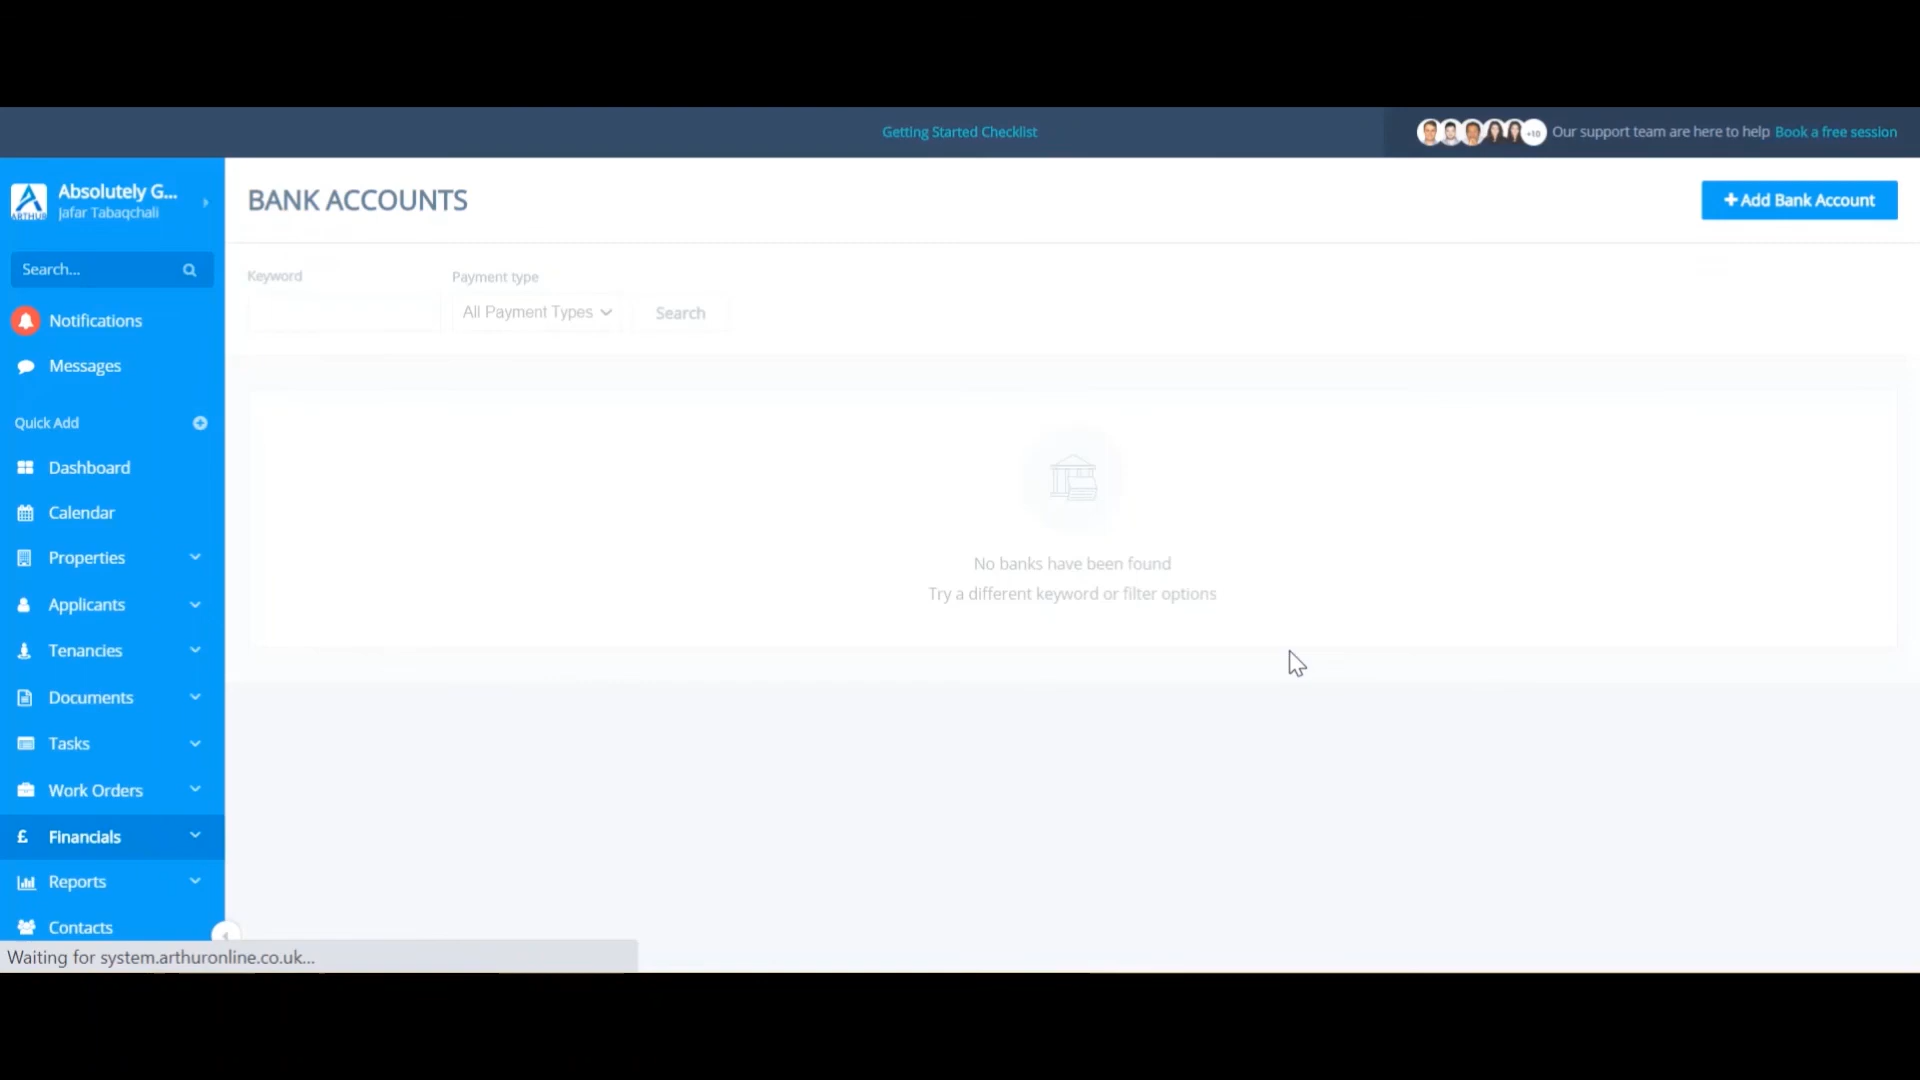 Getting Started Checklist
+10 Our support team are here to help Book a free session
Absolutely G...
Jafar Tabaqchali
ARTHUR
BANK ACCOUNTS
Add Bank Account
Search...
Keyword
Payment type
All Payment Types
Search
Notifications
Messages
Quick Add
Dashboard
Calendar
Properties
Applicants
Tenancies
Documents
Tasks
Work Orders
£ Financials
Reports
Contacts
No banks have been found
Try a different keyword or filter options
Waiting for system.arthuronline.co.uk...